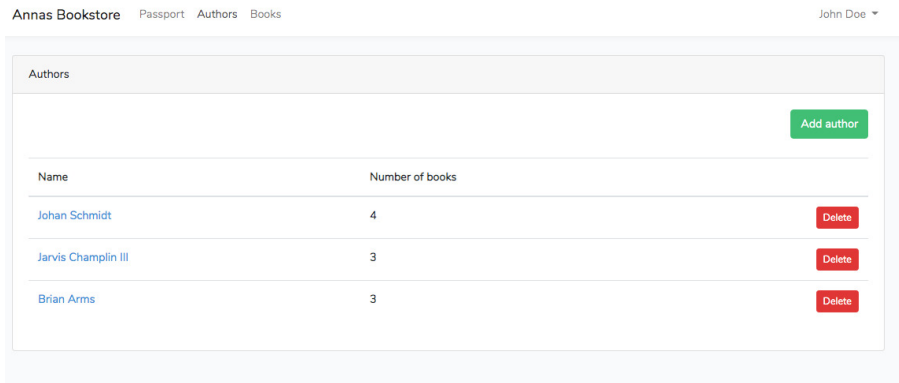 Annas Bookstore Passport Authors Books John Doe
Authors
Add author
Name Number of books
Johan Schmidt 4 Delete
Jarvis Champlin III 3 Delete
Brian Arms 3 Delete